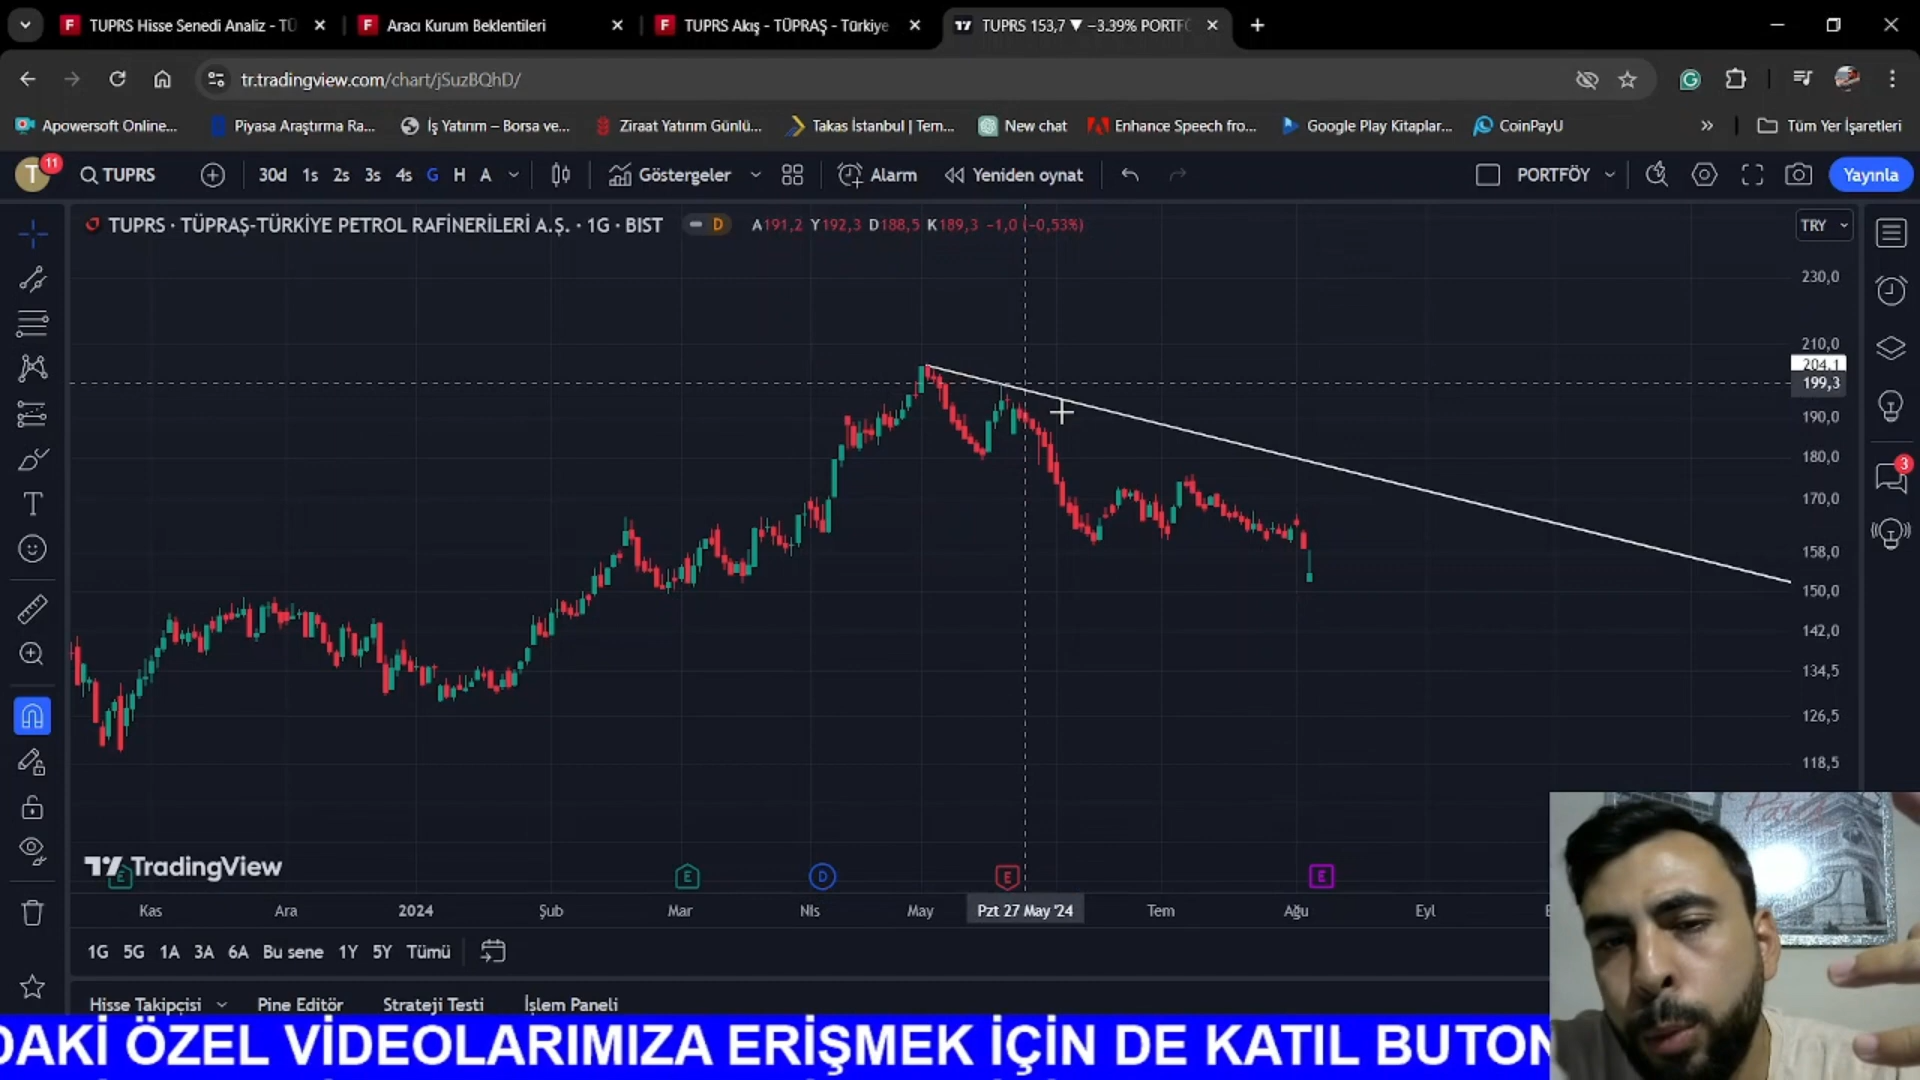 TUPRS Hisse Senedi Analiz - TÜ
Aracı Kurum Beklentileri
TUPRS Akış - TÜPRAŞ - Türkiye
TUPRS 153,7 ▼ −3.39% PORTFÖ
tr.tradingview.com/chart/jSuzBQhD/
Apowersoft Online...
Piyasa Araştırma Ra...
İş Yatırım – Borsa ve...
Ziraat Yatırım Günlü...
Takas İstanbul | Tem...
New chat
Enhance Speech fro...
Google Play Kitaplar...
CoinPayU
»
Tüm Yer İşaretleri
T 11
TUPRS
30d 1s 2s 3s 4s G H A
Göstergeler
Alarm
Yeniden oynat
PORTFÖY
Yayınla
TUPRS · TÜPRAŞ-TÜRKİYE PETROL RAFİNERİLERİ A.Ş. · 1G · BIST
D
A191,2 Y192,3 D188,5 K189,3 −1,0 (−0,53%)
TRY
230,0
210,0
204,1
199,3
190,0
180,0
170,0
158,0
150,0
142,0
134,5
126,5
118,5
3
TradingView
E E D E E
Kas Ara 2024 Şub Mar Nis May Pzt 27 May '24 Tem Ağu Eyl
1G 5G 1A 3A 6A Bu sene 1Y 5Y Tümü
Hisse Takipçisi Pine Editör Strateji Testi İşlem Paneli
DAKİ ÖZEL VİDEOLARIMIZA ERİŞMEK İÇİN DE KATIL BUTON